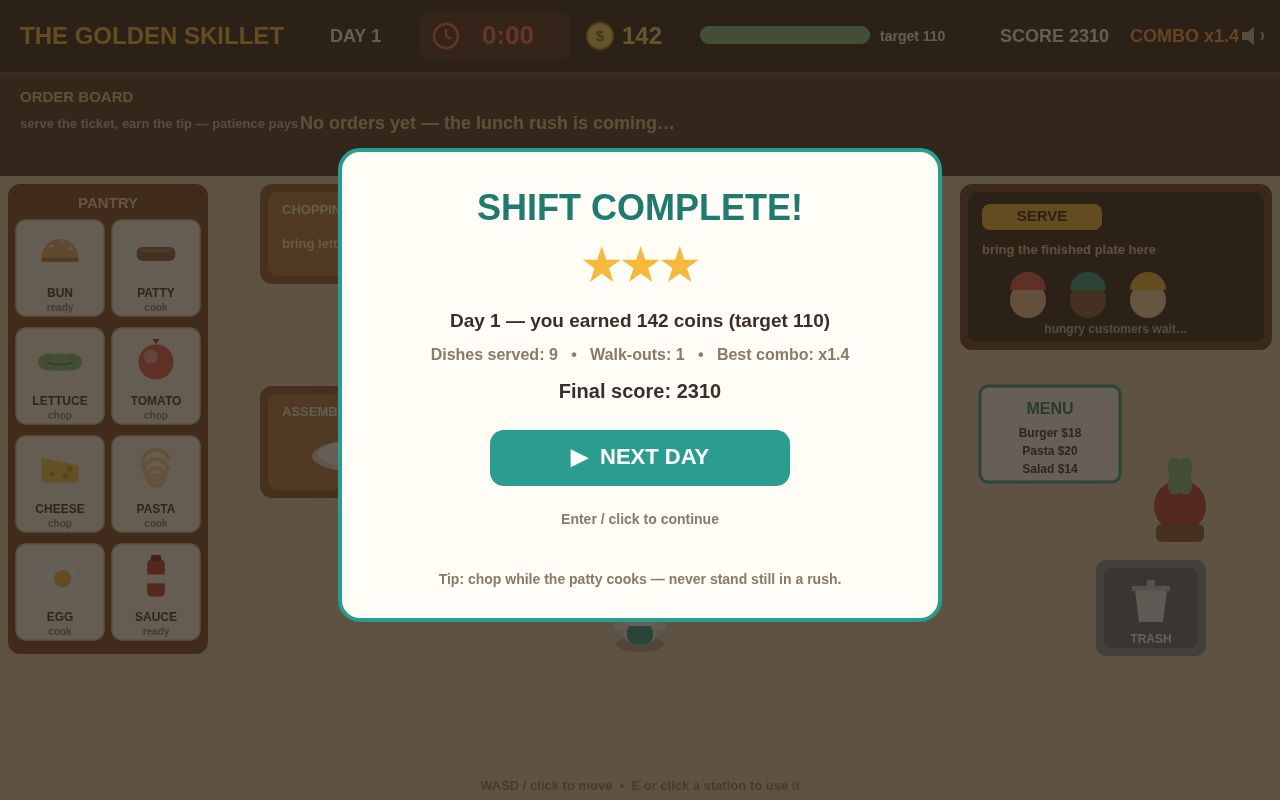 THE GOLDEN SKILLET
DAY 1
0:00
$ 142
target 110
SCORE 2310
COMBO x1.4
ORDER BOARD
serve the ticket, earn the tip — patience pays
No orders yet — the lunch rush is coming…
PANTRY
BUN
ready
PATTY
cook
LETTUCE
chop
TOMATO
chop
CHEESE
chop
PASTA
cook
EGG
cook
SAUCE
ready
CHOPPIN
bring lett
ASSEMB
SHIFT COMPLETE!
★★★
Day 1 — you earned 142 coins (target 110)
Dishes served: 9 • Walk-outs: 1 • Best combo: x1.4
Final score: 2310
▶ NEXT DAY
Enter / click to continue
Tip: chop while the patty cooks — never stand still in a rush.
SERVE
bring the finished plate here
hungry customers wait…
MENU
Burger $18
Pasta $20
Salad $14
TRASH
WASD / click to move • E or click a station to use it